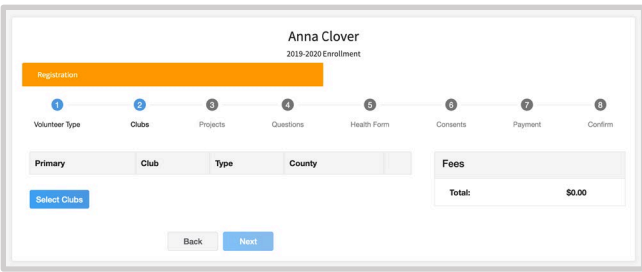 Anna Clover
2019-2020 Enrollment
Registration
1 2 3 4 5 6 7 8
Volunteer Type Clubs Projects Questions Health Form Consents Payment Confirm
Primary Club Type County
Fees
Total: $0.00
Select Clubs
Back Next